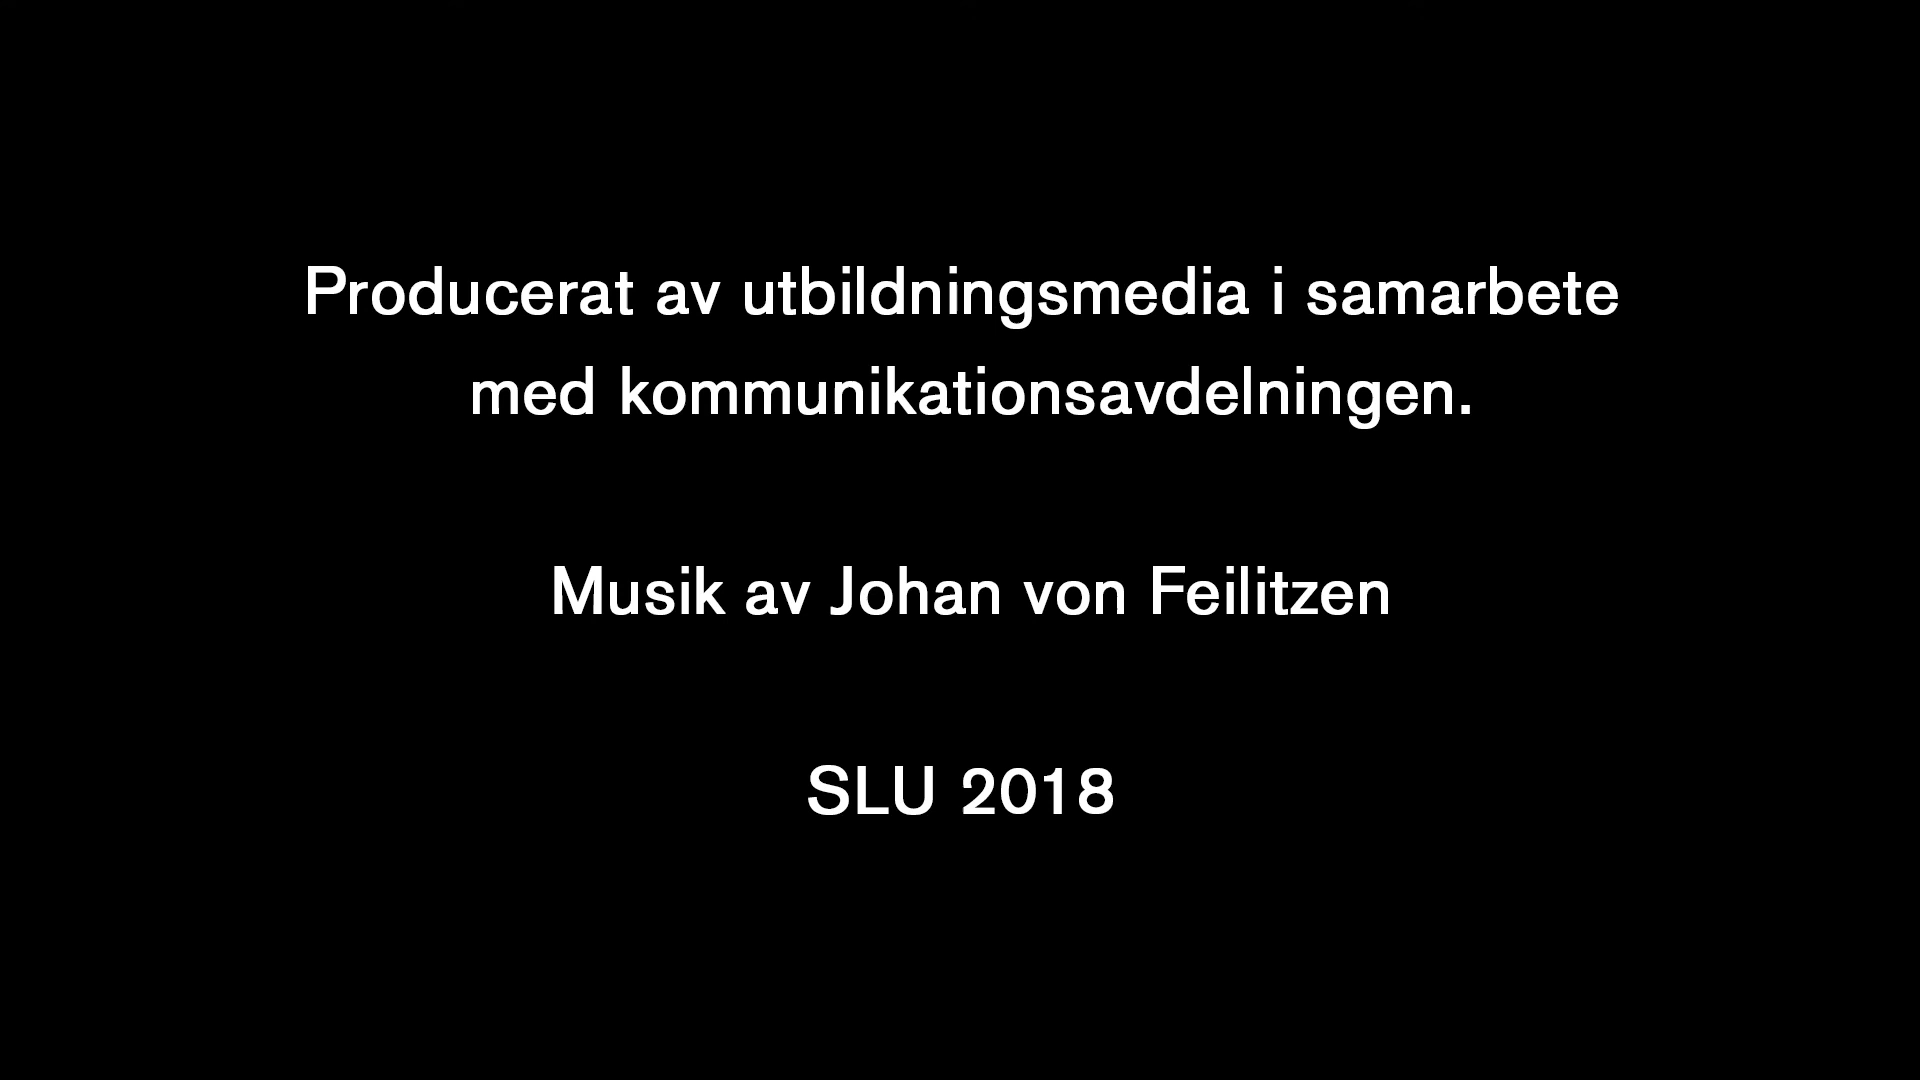 Producerat av utbildningsmedia i samarbete
med kommunikationsavdelningen.
Musik av Johan von Feilitzen
SLU 2018